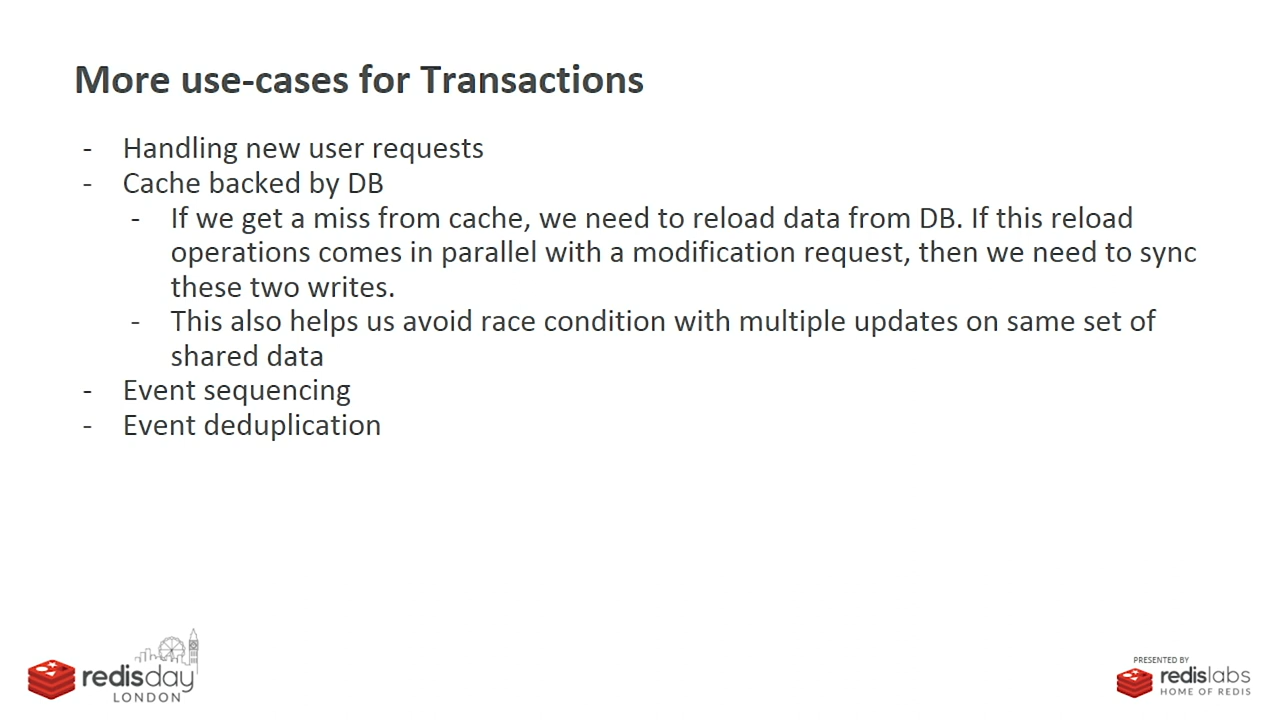 More use-cases for Transactions
- Handling new user requests
- Cache backed by DB
- If we get a miss from cache, we need to reload data from DB. If this reload
operations comes in parallel with a modification request, then we need to sync
these two writes.
- This also helps us avoid race condition with multiple updates on same set of
shared data
- Event sequencing
- Event deduplication
redisday
LONDON
PRESENTED BY
redislabs
HOME OF REDIS